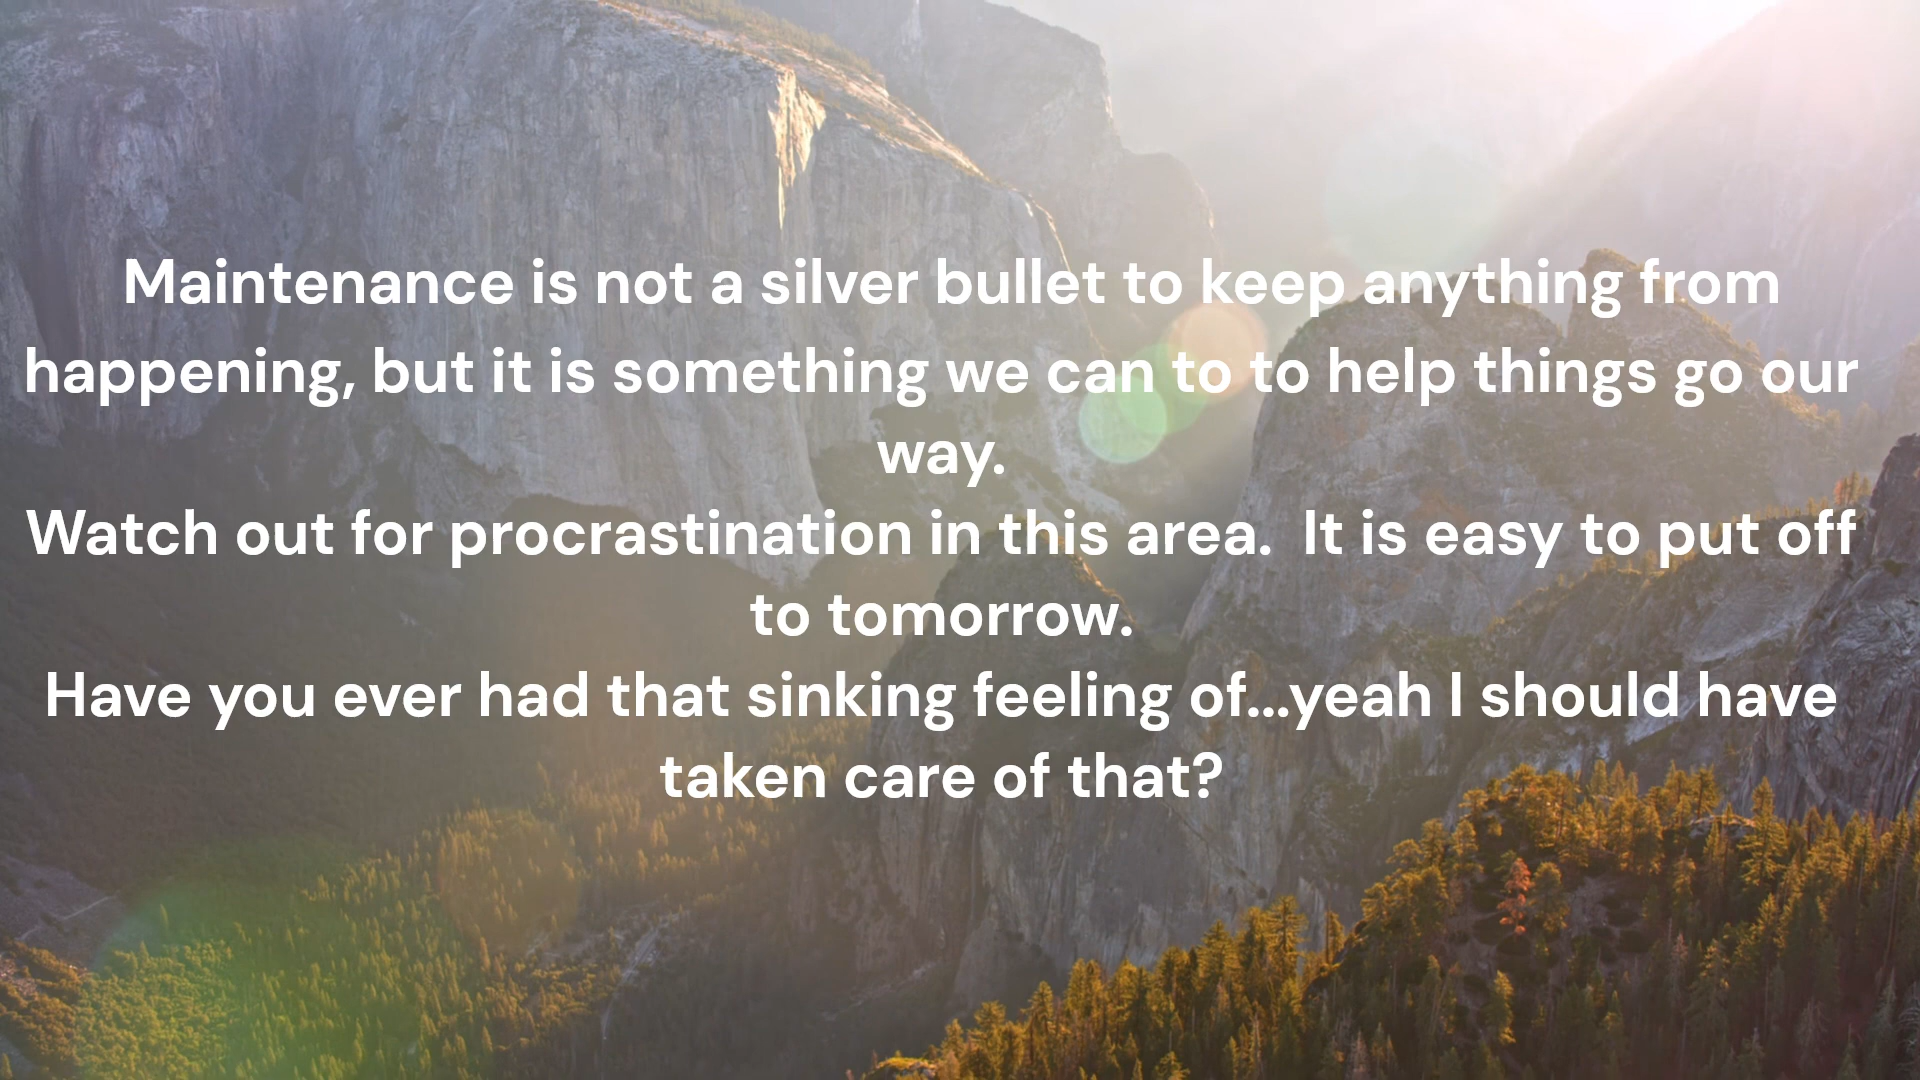 Maintenance is not a silver bullet to keep anything from
happening, but it is something we can to to help things go our
way.
Watch out for procrastination in this area.  It is easy to put off
to tomorrow.
Have you ever had that sinking feeling of...yeah I should have
taken care of that?